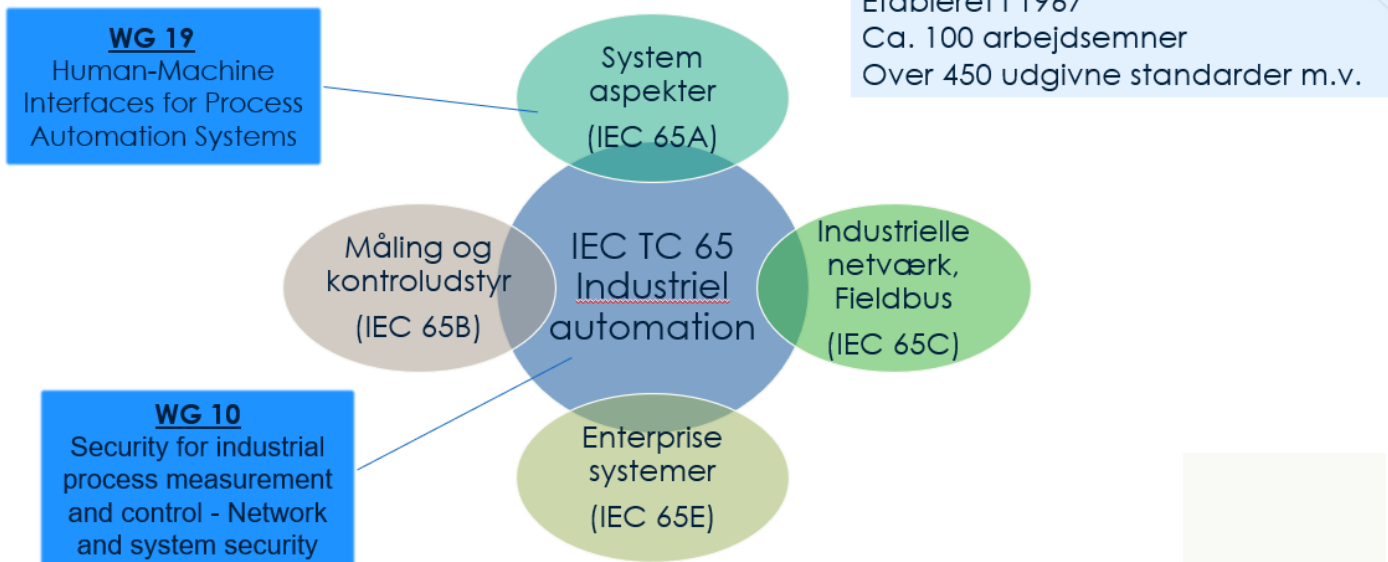 WG 19
Human-Machine
Interfaces for Process
Automation Systems
System
aspekter
(IEC 65A)
Etableret i 1967
Ca. 100 arbejdsemner
Over 450 udgivne standarder m.v.
Måling og
kontroludstyr
(IEC 65B)
IEC TC 65
Industriel
automation
Industrielle
netværk,
Fieldbus
(IEC 65C)
WG 10
Security for industrial
process measurement
and control - Network
and system security
Enterprise
systemer
(IEC 65E)